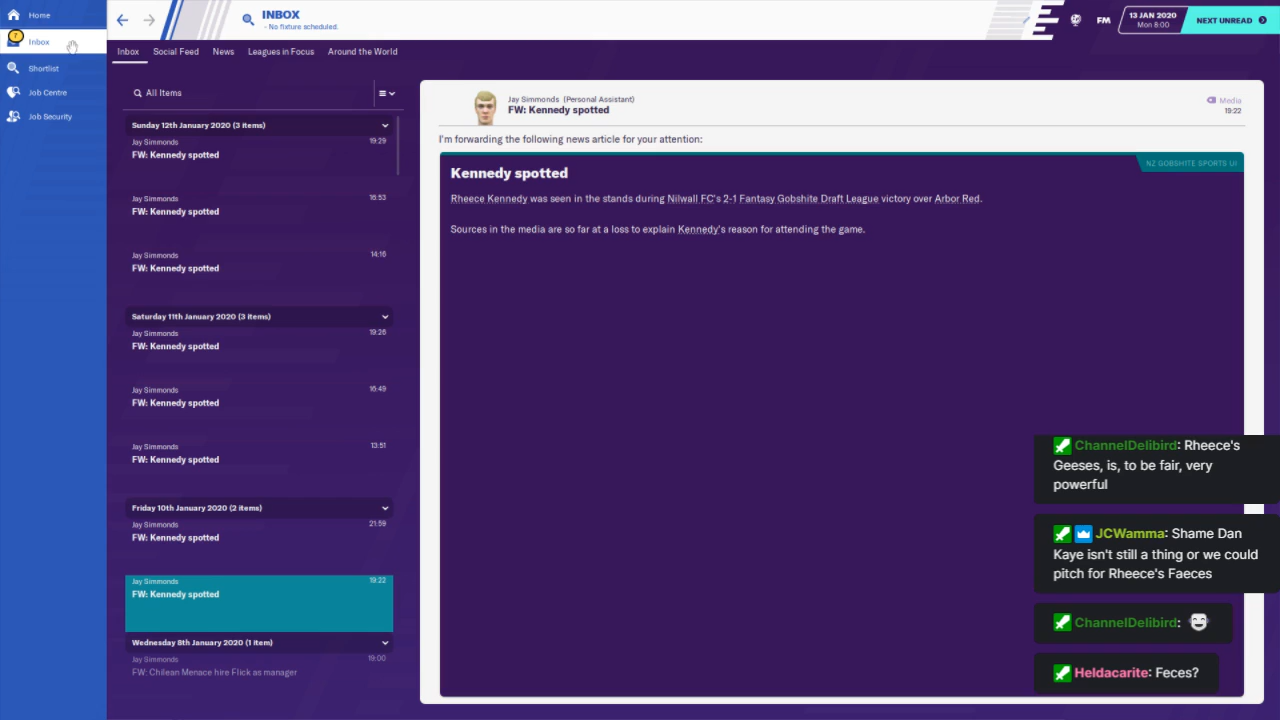 Home
7
Inbox
Shortlist
Job Centre
Job Security
INBOX
- No fixture scheduled.
FM
13 JAN 2020
Mon 8:00
NEXT UNREAD
Inbox
Social Feed
News
Leagues in Focus
Around the World
All Items
Sunday 12th January 2020 (3 items)
Jay Simmonds 19:29
FW: Kennedy spotted
Jay Simmonds 16:53
FW: Kennedy spotted
Jay Simmonds 14:16
FW: Kennedy spotted
Saturday 11th January 2020 (3 items)
Jay Simmonds 19:26
FW: Kennedy spotted
Jay Simmonds 16:49
FW: Kennedy spotted
Jay Simmonds 13:51
FW: Kennedy spotted
Friday 10th January 2020 (2 items)
Jay Simmonds 21:59
FW: Kennedy spotted
Jay Simmonds 19:22
FW: Kennedy spotted
Wednesday 8th January 2020 (1 item)
Jay Simmonds 19:00
FW: Chilean Menace hire Flick as manager
Jay Simmonds (Personal Assistant)
FW: Kennedy spotted
Media
19:22
I'm forwarding the following news article for your attention:
NZ GOBSHITE SPORTS U
Kennedy spotted
Rheece Kennedy was seen in the stands during Nilwall FC's 2-1 Fantasy Gobshite Draft League victory over Arbor Red.
Sources in the media are so far at a loss to explain Kennedy's reason for attending the game.
ChannelDelibird: Rheece's
Geeses, is, to be fair, very
powerful
JCWamma: Shame Dan
Kaye isn't still a thing or we could
pitch for Rheece's Faeces
ChannelDelibird:
Heldacarite: Feces?